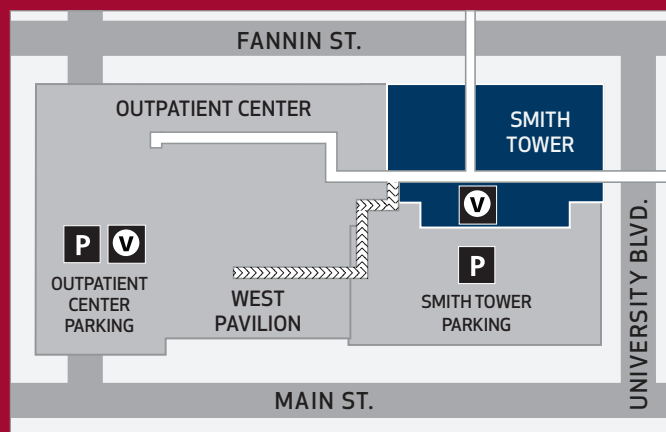 FANNIN ST.
OUTPATIENT CENTER
SMITH
TOWER
V
P V
OUTPATIENT
CENTER
PARKING
WEST
PAVILION
P
SMITH TOWER
PARKING
UNIVERSITY BLVD.
MAIN ST.